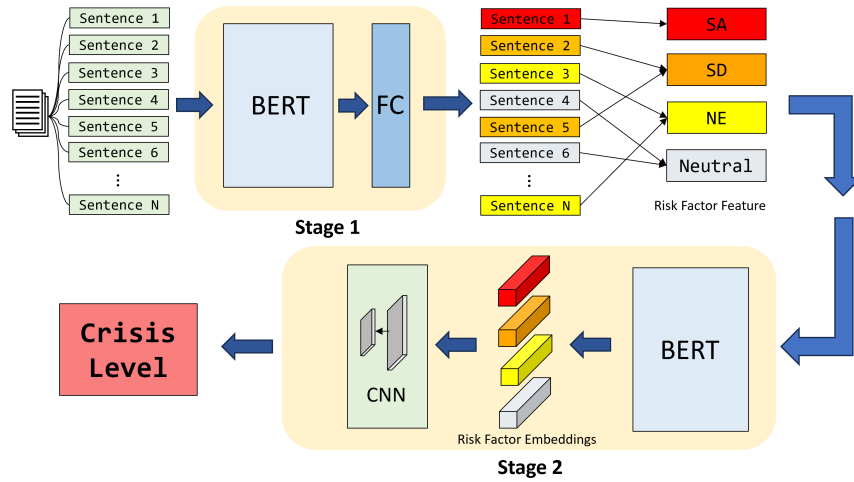 Sentence 1
Sentence 2
Sentence 3
Sentence 4
Sentence 5
Sentence 6
⋮
Sentence N
BERT
FC
Stage 1
Sentence 1
Sentence 2
Sentence 3
Sentence 4
Sentence 5
Sentence 6
⋮
Sentence N
SA
SD
NE
Neutral
Risk Factor Feature
Crisis
Level
CNN
Risk Factor Embeddings
BERT
Stage 2